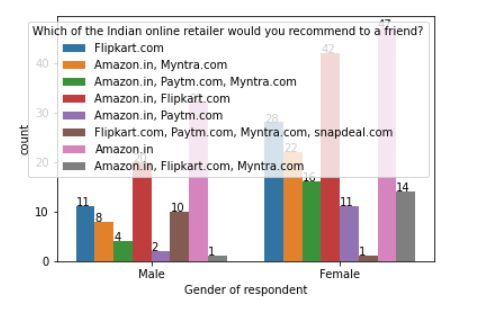 Which of the Indian online retailer would you recommend to a friend?
Flipkart.com
Amazon.in, Myntra.com
Amazon.in, Paytm.com, Myntra.com
Amazon.in, Flipkart.com
Amazon.in, Paytm.com
Flipkart.com, Paytm.com, Myntra.com, snapdeal.com
Amazon.in
Amazon.in, Flipkart.com, Myntra.com
count
40
30
20
10
0
11
8
4
20
2
10
1
28
22
16
42
11
1
47
14
Male
Female
Gender of respondent